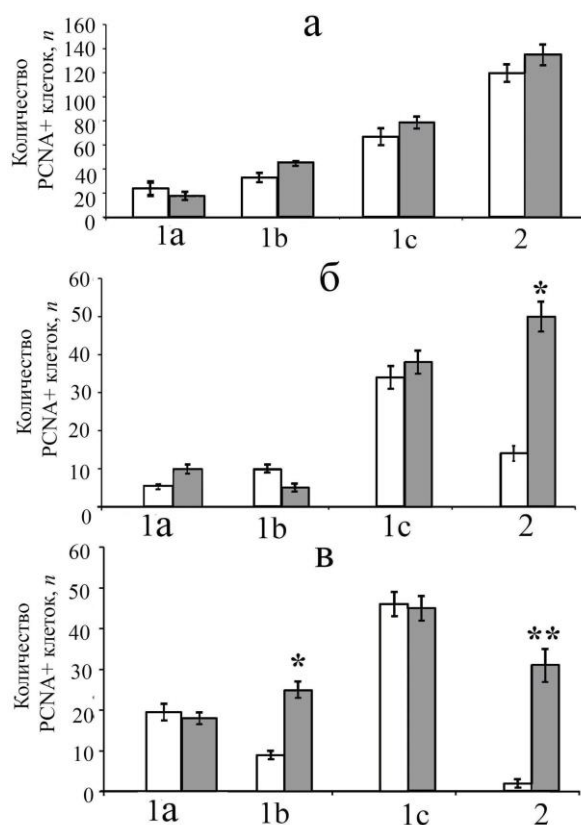 а
Количество
PCNA+ клеток, n
160
140
120
100
80
60
40
20
0
1a 1b 1c 2
б
Количество
PCNA+ клеток, n
60
50
40
30
20
10
0
*
1a 1b 1c 2
в
Количество
PCNA+ клеток, n
60
50
40
30
20
10
0
*
**
1a 1b 1c 2